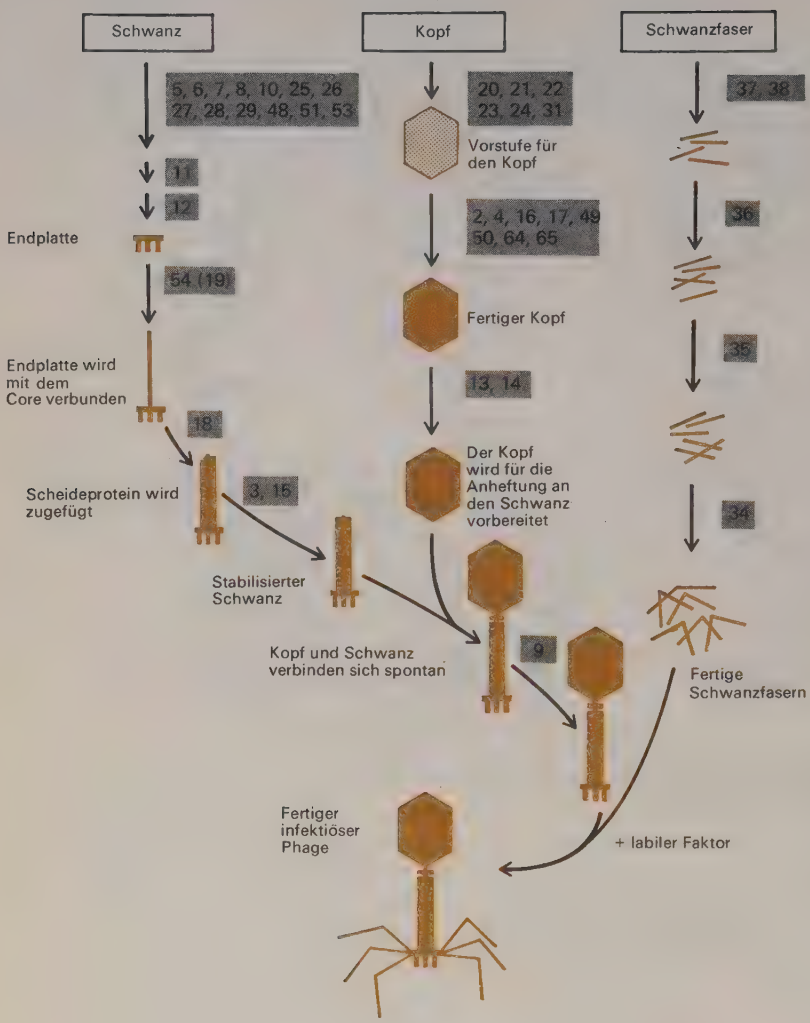 Schwanz
Kopf
Schwanzfaser
5, 6, 7, 8, 10, 25, 26
27, 28, 29, 48, 51, 53
20, 21, 22
23, 24, 31
37, 38
Vorstufe für
den Kopf
11
12
Endplatte
2, 4, 16, 17, 49
50, 64, 65
36
54 (19)
Fertiger Kopf
Endplatte wird
mit dem
Core verbunden
13, 14
35
18
Der Kopf
wird für die
Anheftung an
den Schwanz
vorbereitet
Scheideprotein wird
zugefügt
3, 15
34
Stabilisierter
Schwanz
Kopf und Schwanz
verbinden sich spontan
9
Fertige
Schwanzfasern
Fertiger
infektiöser
Phage
+ labiler Faktor